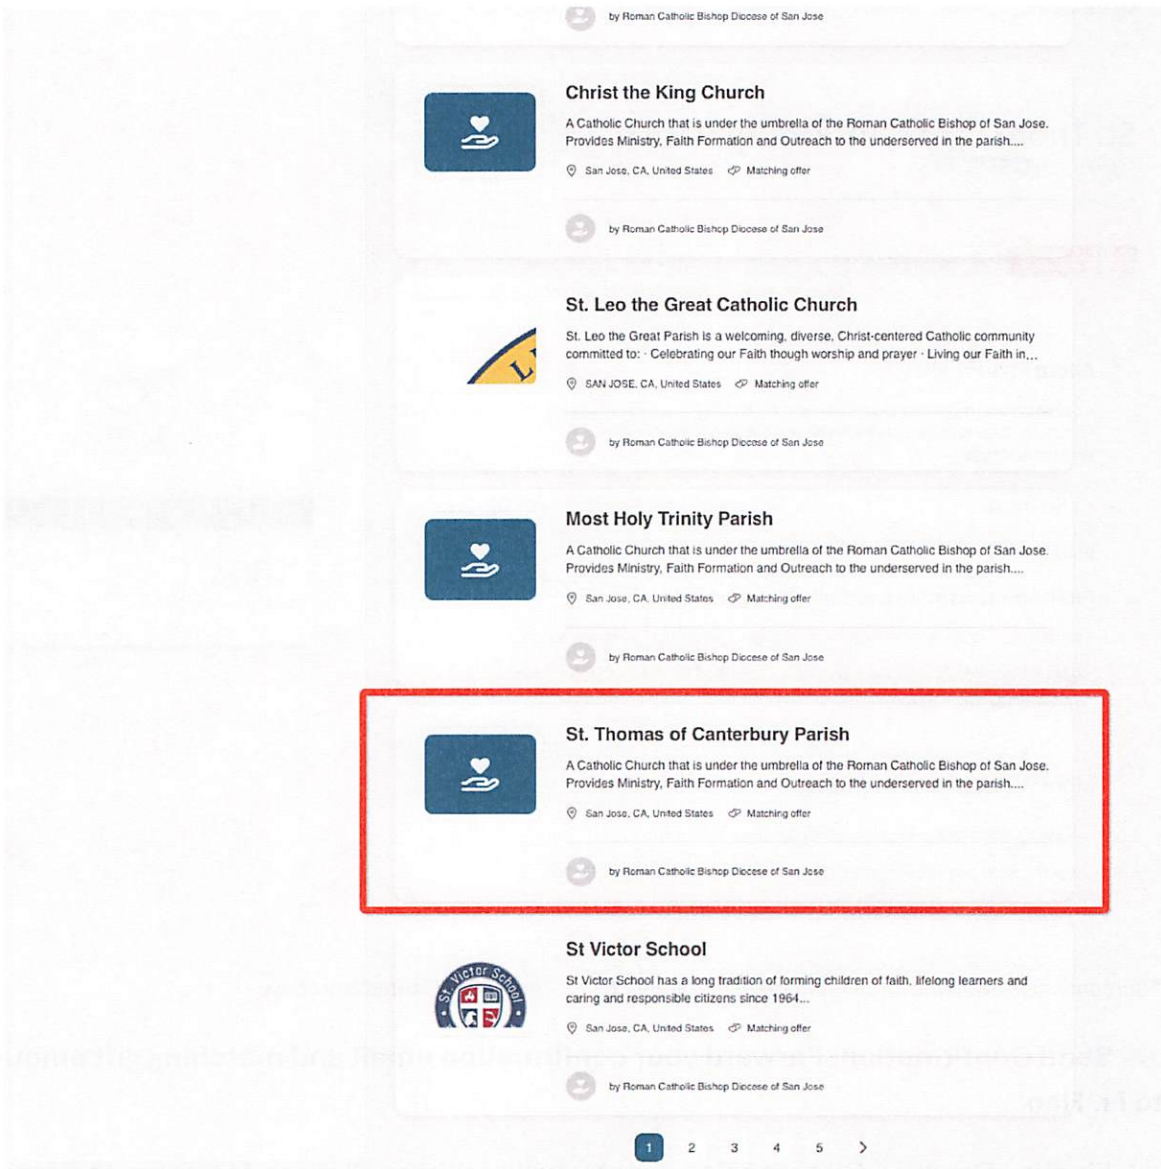 by Roman Catholic Bishop Diocese of San Jose
Christ the King Church
A Catholic Church that is under the umbrella of the Roman Catholic Bishop of San Jose.
Provides Ministry, Faith Formation and Outreach to the underserved in the parish....
San Jose, CA, United States Matching offer
by Roman Catholic Bishop Diocese of San Jose
St. Leo the Great Catholic Church
St. Leo the Great Parish is a welcoming, diverse, Christ-centered Catholic community
committed to: · Celebrating our Faith though worship and prayer · Living our Faith in...
SAN JOSE, CA, United States Matching offer
by Roman Catholic Bishop Diocese of San Jose
Most Holy Trinity Parish
A Catholic Church that is under the umbrella of the Roman Catholic Bishop of San Jose.
Provides Ministry, Faith Formation and Outreach to the underserved in the parish....
San Jose, CA, United States Matching offer
by Roman Catholic Bishop Diocese of San Jose
St. Thomas of Canterbury Parish
A Catholic Church that is under the umbrella of the Roman Catholic Bishop of San Jose.
Provides Ministry, Faith Formation and Outreach to the underserved in the parish....
San Jose, CA, United States Matching offer
by Roman Catholic Bishop Diocese of San Jose
St Victor School
St. Victor School
St Victor School has a long tradition of forming children of faith, lifelong learners and
caring and responsible citizens since 1964...
San Jose, CA, United States Matching offer
by Roman Catholic Bishop Diocese of San Jose
1 2 3 4 5 >